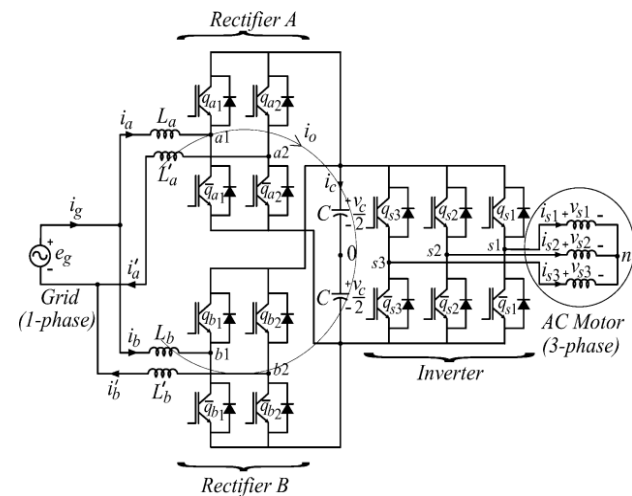 Rectifier A
q_a1 q_a2
i_a L_a a1 i_o
L'_a a2
q̅_a1 q̅_a2
i_g
e_g
i'_a
Grid
(1-phase)
i_c
C + v_c/2 -
0
C + v_c/2 -
q_s3 q_s2 q_s1
s3 s2 s1
q̅_s3 q̅_s2 q̅_s1
i_s1 + v_s1 -
i_s2 + v_s2 - n
i_s3 + v_s3 -
AC Motor
(3-phase)
Inverter
q_b1 q_b2
i_b L_b b1
i'_b L'_b b2
q̅_b1 q̅_b2
Rectifier B